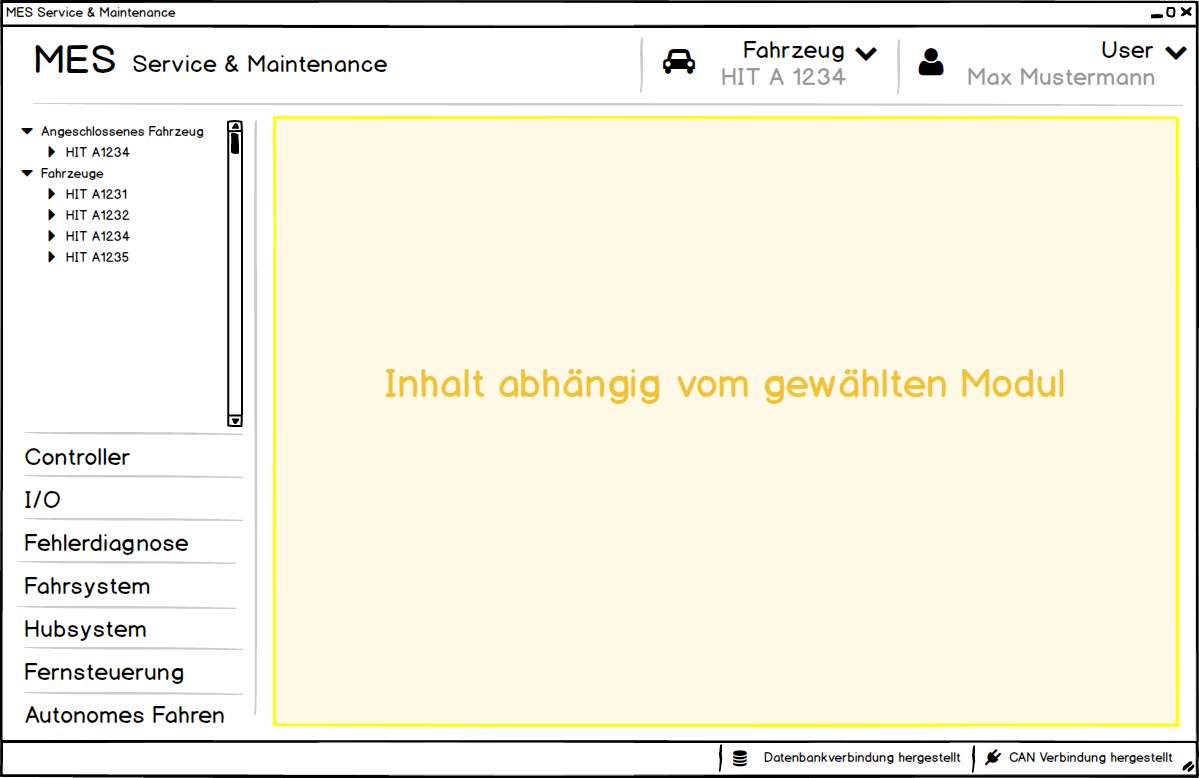 MES Service & Maintenance
MES Service & Maintenance
Fahrzeug
HIT A 1234
User
Max Mustermann
Angeschlossenes Fahrzeug
HIT A1234
Fahrzeuge
HIT A1231
HIT A1232
HIT A1234
HIT A1235
Controller
I/O
Fehlerdiagnose
Fahrsystem
Hubsystem
Fernsteuerung
Autonomes Fahren
Inhalt abhängig vom gewählten Modul
Datenbankverbindung hergestellt
CAN Verbindung hergestellt